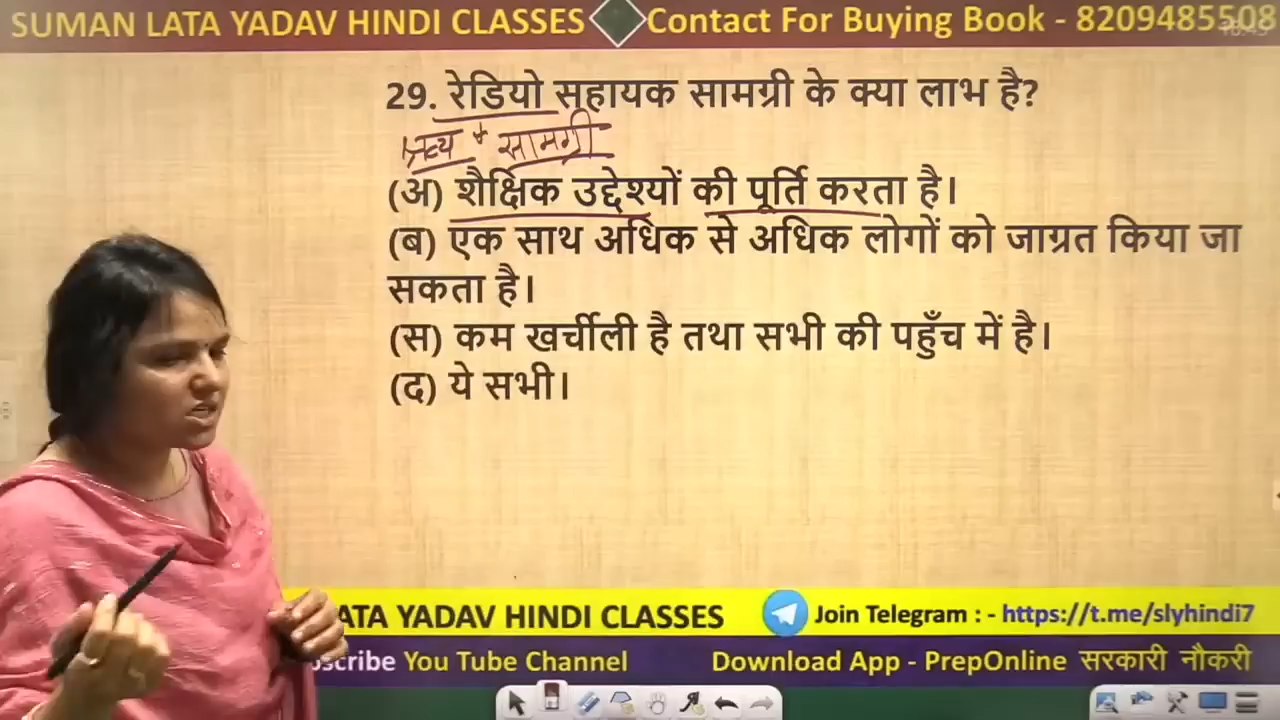 SUMAN LATA YADAV HINDI CLASSES Contact For Buying Book - 8209485508
29. रेडियो सहायक सामग्री के क्या लाभ है?
श्रव्य + सामग्री
(अ) शैक्षिक उद्देश्यों की पूर्ति करता है।
(ब) एक साथ अधिक से अधिक लोगों को जाग्रत किया जा
सकता है।
(स) कम खर्चीली है तथा सभी की पहुँच में है।
(द) ये सभी।
ATA YADAV HINDI CLASSES Join Telegram : - https://t.me/slyhindi7
scribe You Tube Channel Download App - PrepOnline सरकारी नौकरी